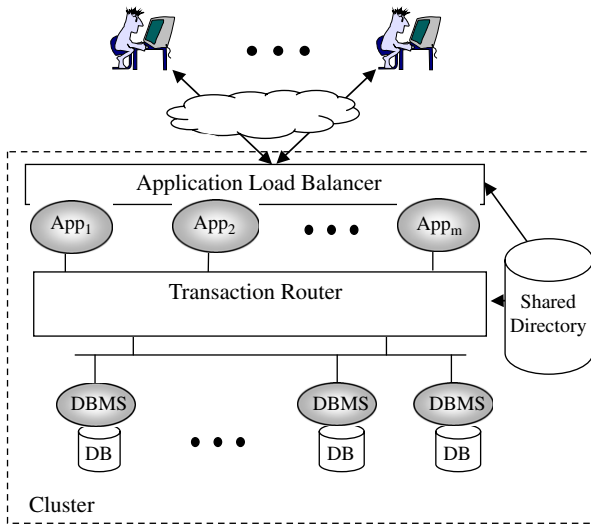 Application Load Balancer
App1
App2
Appm
Transaction Router
Shared
Directory
DBMS
DBMS
DBMS
DB
DB
DB
Cluster